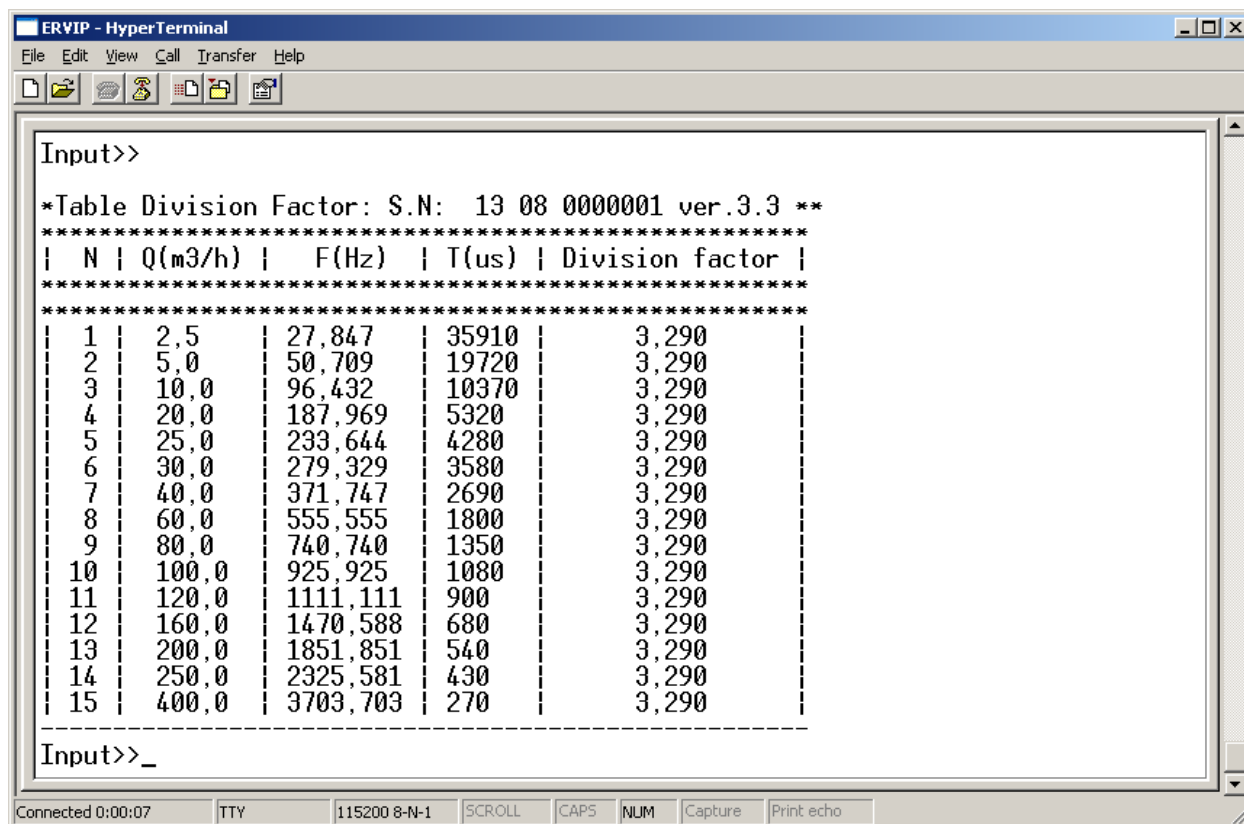 ERVIP - HyperTerminal
File Edit View Call Transfer Help
Input>>
*Table Division Factor: S.N: 13 08 0000001 ver.3.3 **
*****************************************************
| N | Q(m3/h) | F(Hz) | T(us) | Division factor |
*****************************************************
*****************************************************
| 1 | 2,5 | 27,847 | 35910 | 3,290 |
| 2 | 5,0 | 50,709 | 19720 | 3,290 |
| 3 | 10,0 | 96,432 | 10370 | 3,290 |
| 4 | 20,0 | 187,969 | 5320 | 3,290 |
| 5 | 25,0 | 233,644 | 4280 | 3,290 |
| 6 | 30,0 | 279,329 | 3580 | 3,290 |
| 7 | 40,0 | 371,747 | 2690 | 3,290 |
| 8 | 60,0 | 555,555 | 1800 | 3,290 |
| 9 | 80,0 | 740,740 | 1350 | 3,290 |
| 10 | 100,0 | 925,925 | 1080 | 3,290 |
| 11 | 120,0 | 1111,111 | 900 | 3,290 |
| 12 | 160,0 | 1470,588 | 680 | 3,290 |
| 13 | 200,0 | 1851,851 | 540 | 3,290 |
| 14 | 250,0 | 2325,581 | 430 | 3,290 |
| 15 | 400,0 | 3703,703 | 270 | 3,290 |
-----------------------------------------------------
Input>>_
Connected 0:00:07 TTY 115200 8-N-1 SCROLL CAPS NUM Capture Print echo